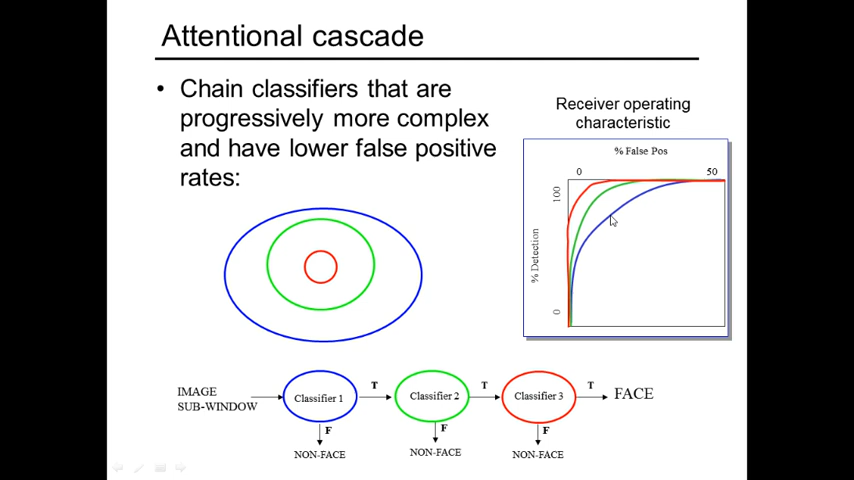 Attentional cascade
• Chain classifiers that are
progressively more complex
and have lower false positive
rates:
Receiver operating
characteristic
% False Pos
0
50
100
% Detection
0
IMAGE
SUB-WINDOW
Classifier 1
T
Classifier 2
T
Classifier 3
T
FACE
F
F
F
NON-FACE
NON-FACE
NON-FACE